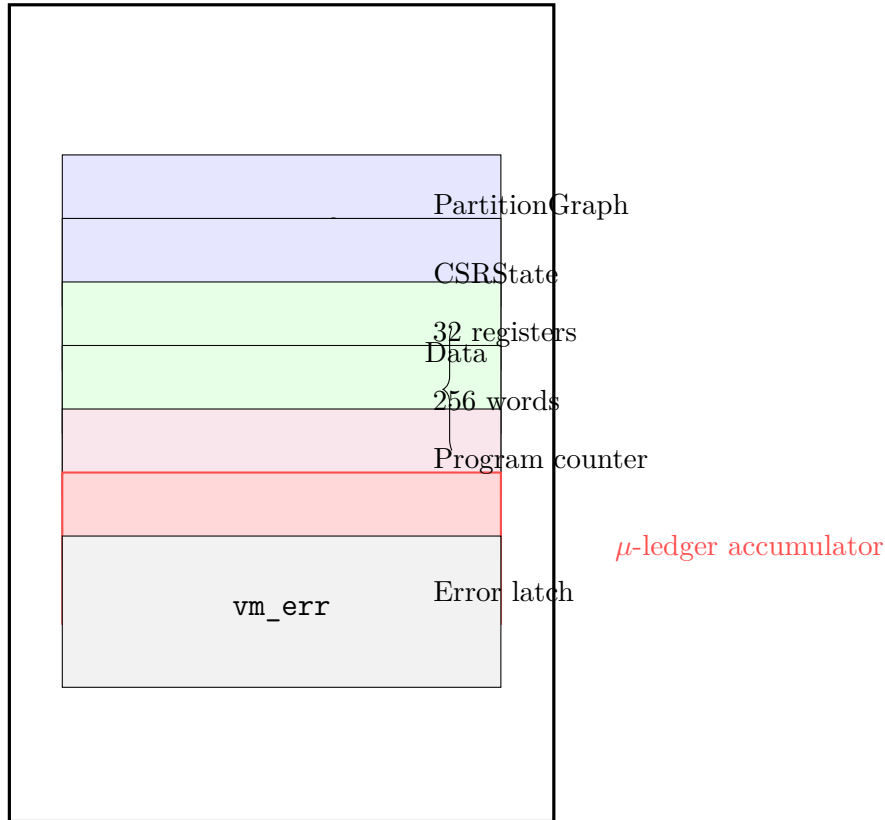 PartitionGraph
CSRState
32 registers
Data
256 words
Program counter
μ-ledger accumulator
Error latch
vm_err